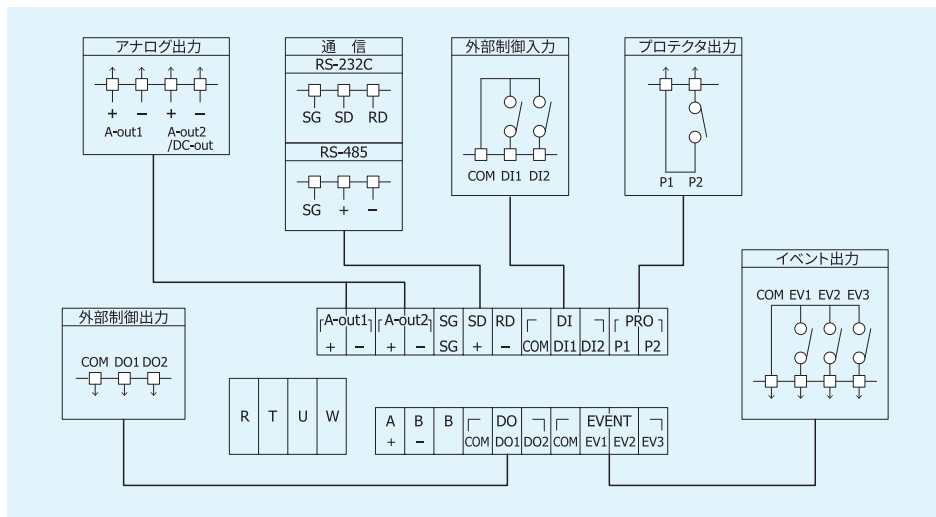 アナログ出力
+ − + −
A-out1 A-out2
/DC-out
通 信
RS-232C
SG SD RD
RS-485
SG + −
外部制御入力
COM DI1 DI2
プロテクタ出力
P1 P2
イベント出力
COM EV1 EV2 EV3
外部制御出力
COM DO1 DO2
A-out1 A-out2 SG SD RD DI PRO
+ − + − SG + − COM DI1 DI2 P1 P2
R T U W
A B B DO EVENT
+ − COM DO1 DO2 COM EV1 EV2 EV3